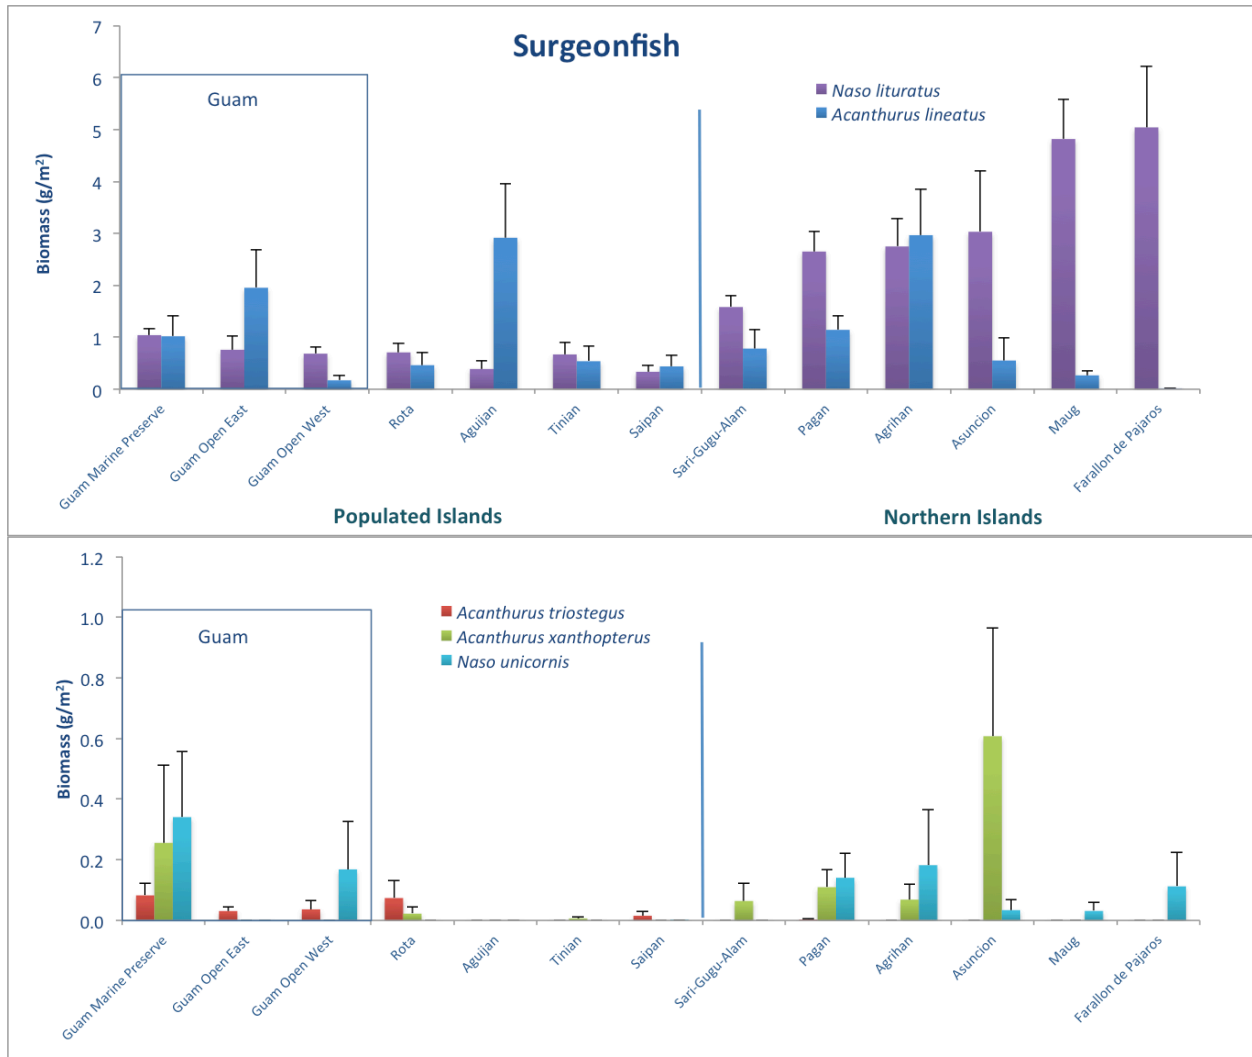 Surgeonfish
7
6
5
4
3
2
1
0
Biomass (g/m²)
Guam
Naso lituratus
Acanthurus lineatus
Guam Marine Preserve
Guam Open East
Guam Open West
Rota
Aguijan
Tinian
Saipan
Sari-Gugu-Alam
Pagan
Agrihan
Asuncion
Maug
Farallon de Pajaros
Populated Islands
Northern Islands
1.2
1.0
0.8
0.6
0.4
0.2
0.0
Biomass (g/m²)
Guam
Acanthurus triostegus
Acanthurus xanthopterus
Naso unicornis
Guam Marine Preserve
Guam Open East
Guam Open West
Rota
Aguijan
Tinian
Saipan
Sari-Gugu-Alam
Pagan
Agrihan
Asuncion
Maug
Farallon de Pajaros